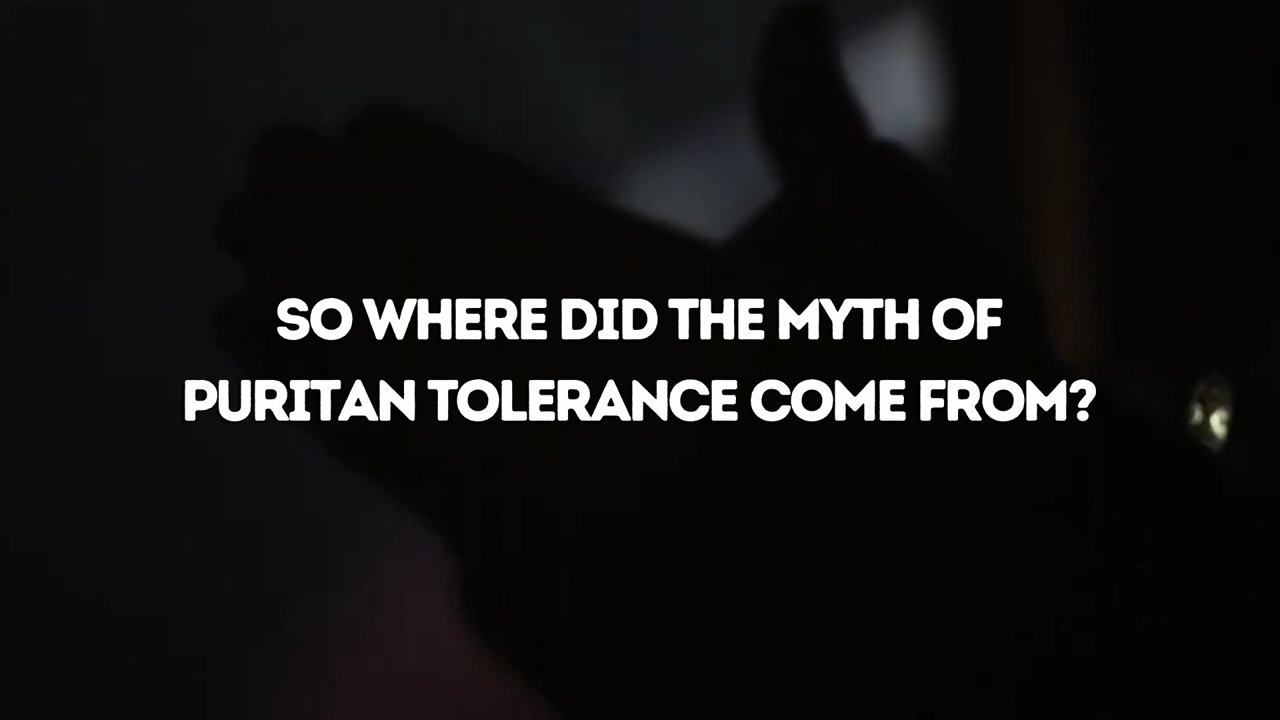 SO WHERE DID THE MYTH OF
PURITAN TOLERANCE COME FROM?